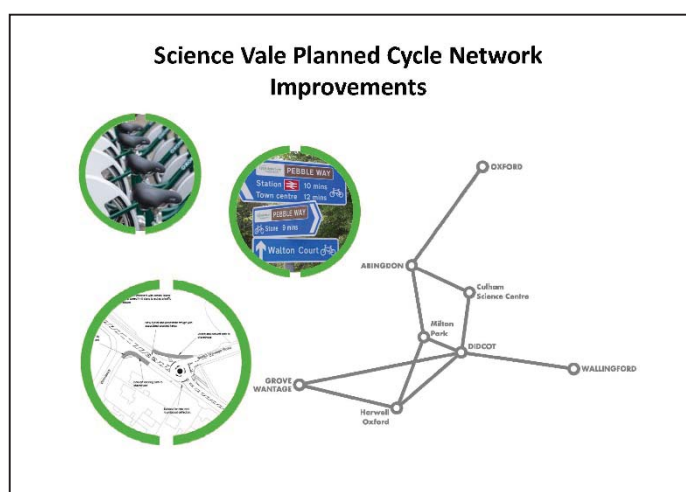 Science Vale Planned Cycle Network
Improvements
PEBBLE WAY
Station 10 mins
Town centre 12 mins
PEBBLE WAY
Store 9 mins
Walton Court
OXFORD
ABINGDON
Culham
Science Centre
Milton
Park
DIDCOT
WALLINGFORD
GROVE
WANTAGE
Harwell
Oxford